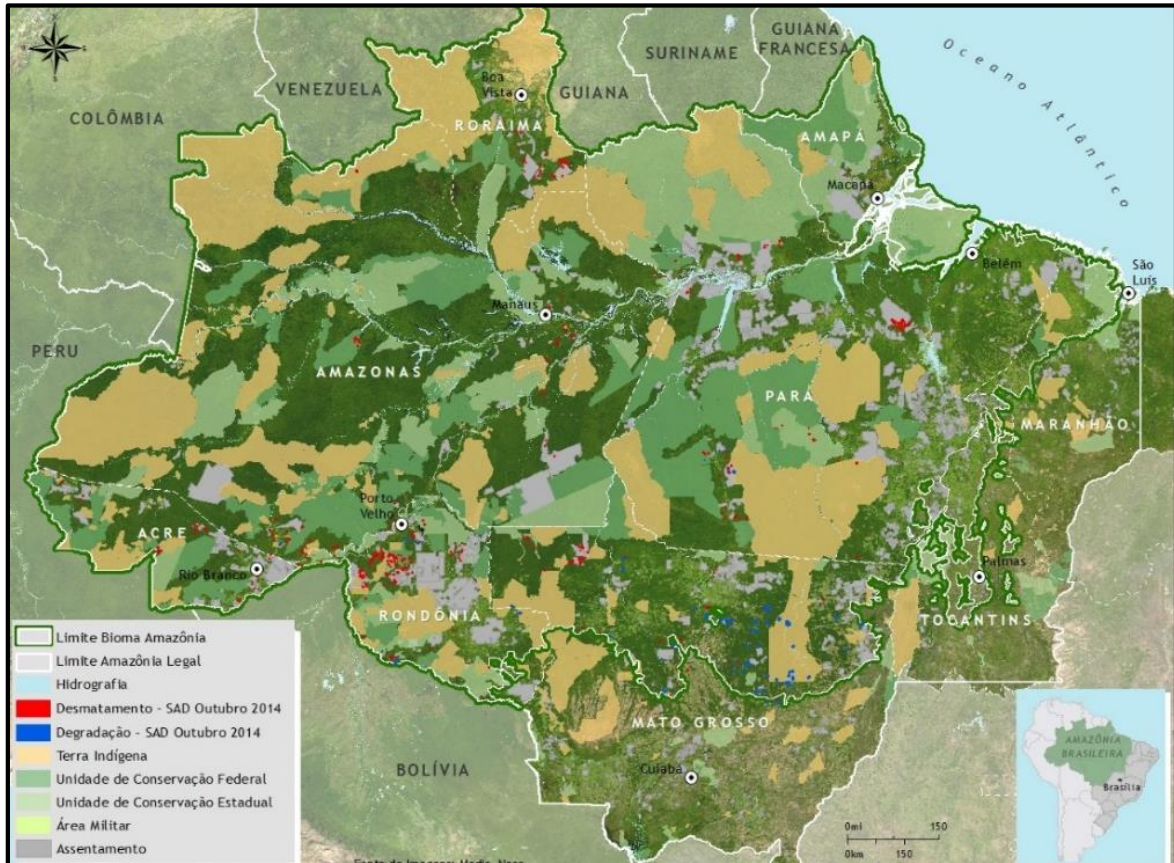 GUIANA
FRANCESA
SURINAME
GUIANA
VENEZUELA
COLÔMBIA
Oceano Atlântico
Boa
Vista
RORAIMA
AMAPÁ
Macapá
Belém
São
Luís
Manaus
PERU
AMAZONAS
PARÁ
MARANHÃO
Porto
Velho
ACRE
Rio Branco
Palmas
RONDÔNIA
TOCANTINS
MATO GROSSO
Cuiabá
BOLÍVIA
Limite Bioma Amazônia
Limite Amazônia Legal
Hidrografia
Desmatamento - SAD Outubro 2014
Degradação - SAD Outubro 2014
Terra Indígena
Unidade de Conservação Federal
Unidade de Conservação Estadual
Área Militar
Assentamento
AMAZÔNIA
BRASILEIRA
Brasília
0mi 150
0km 150